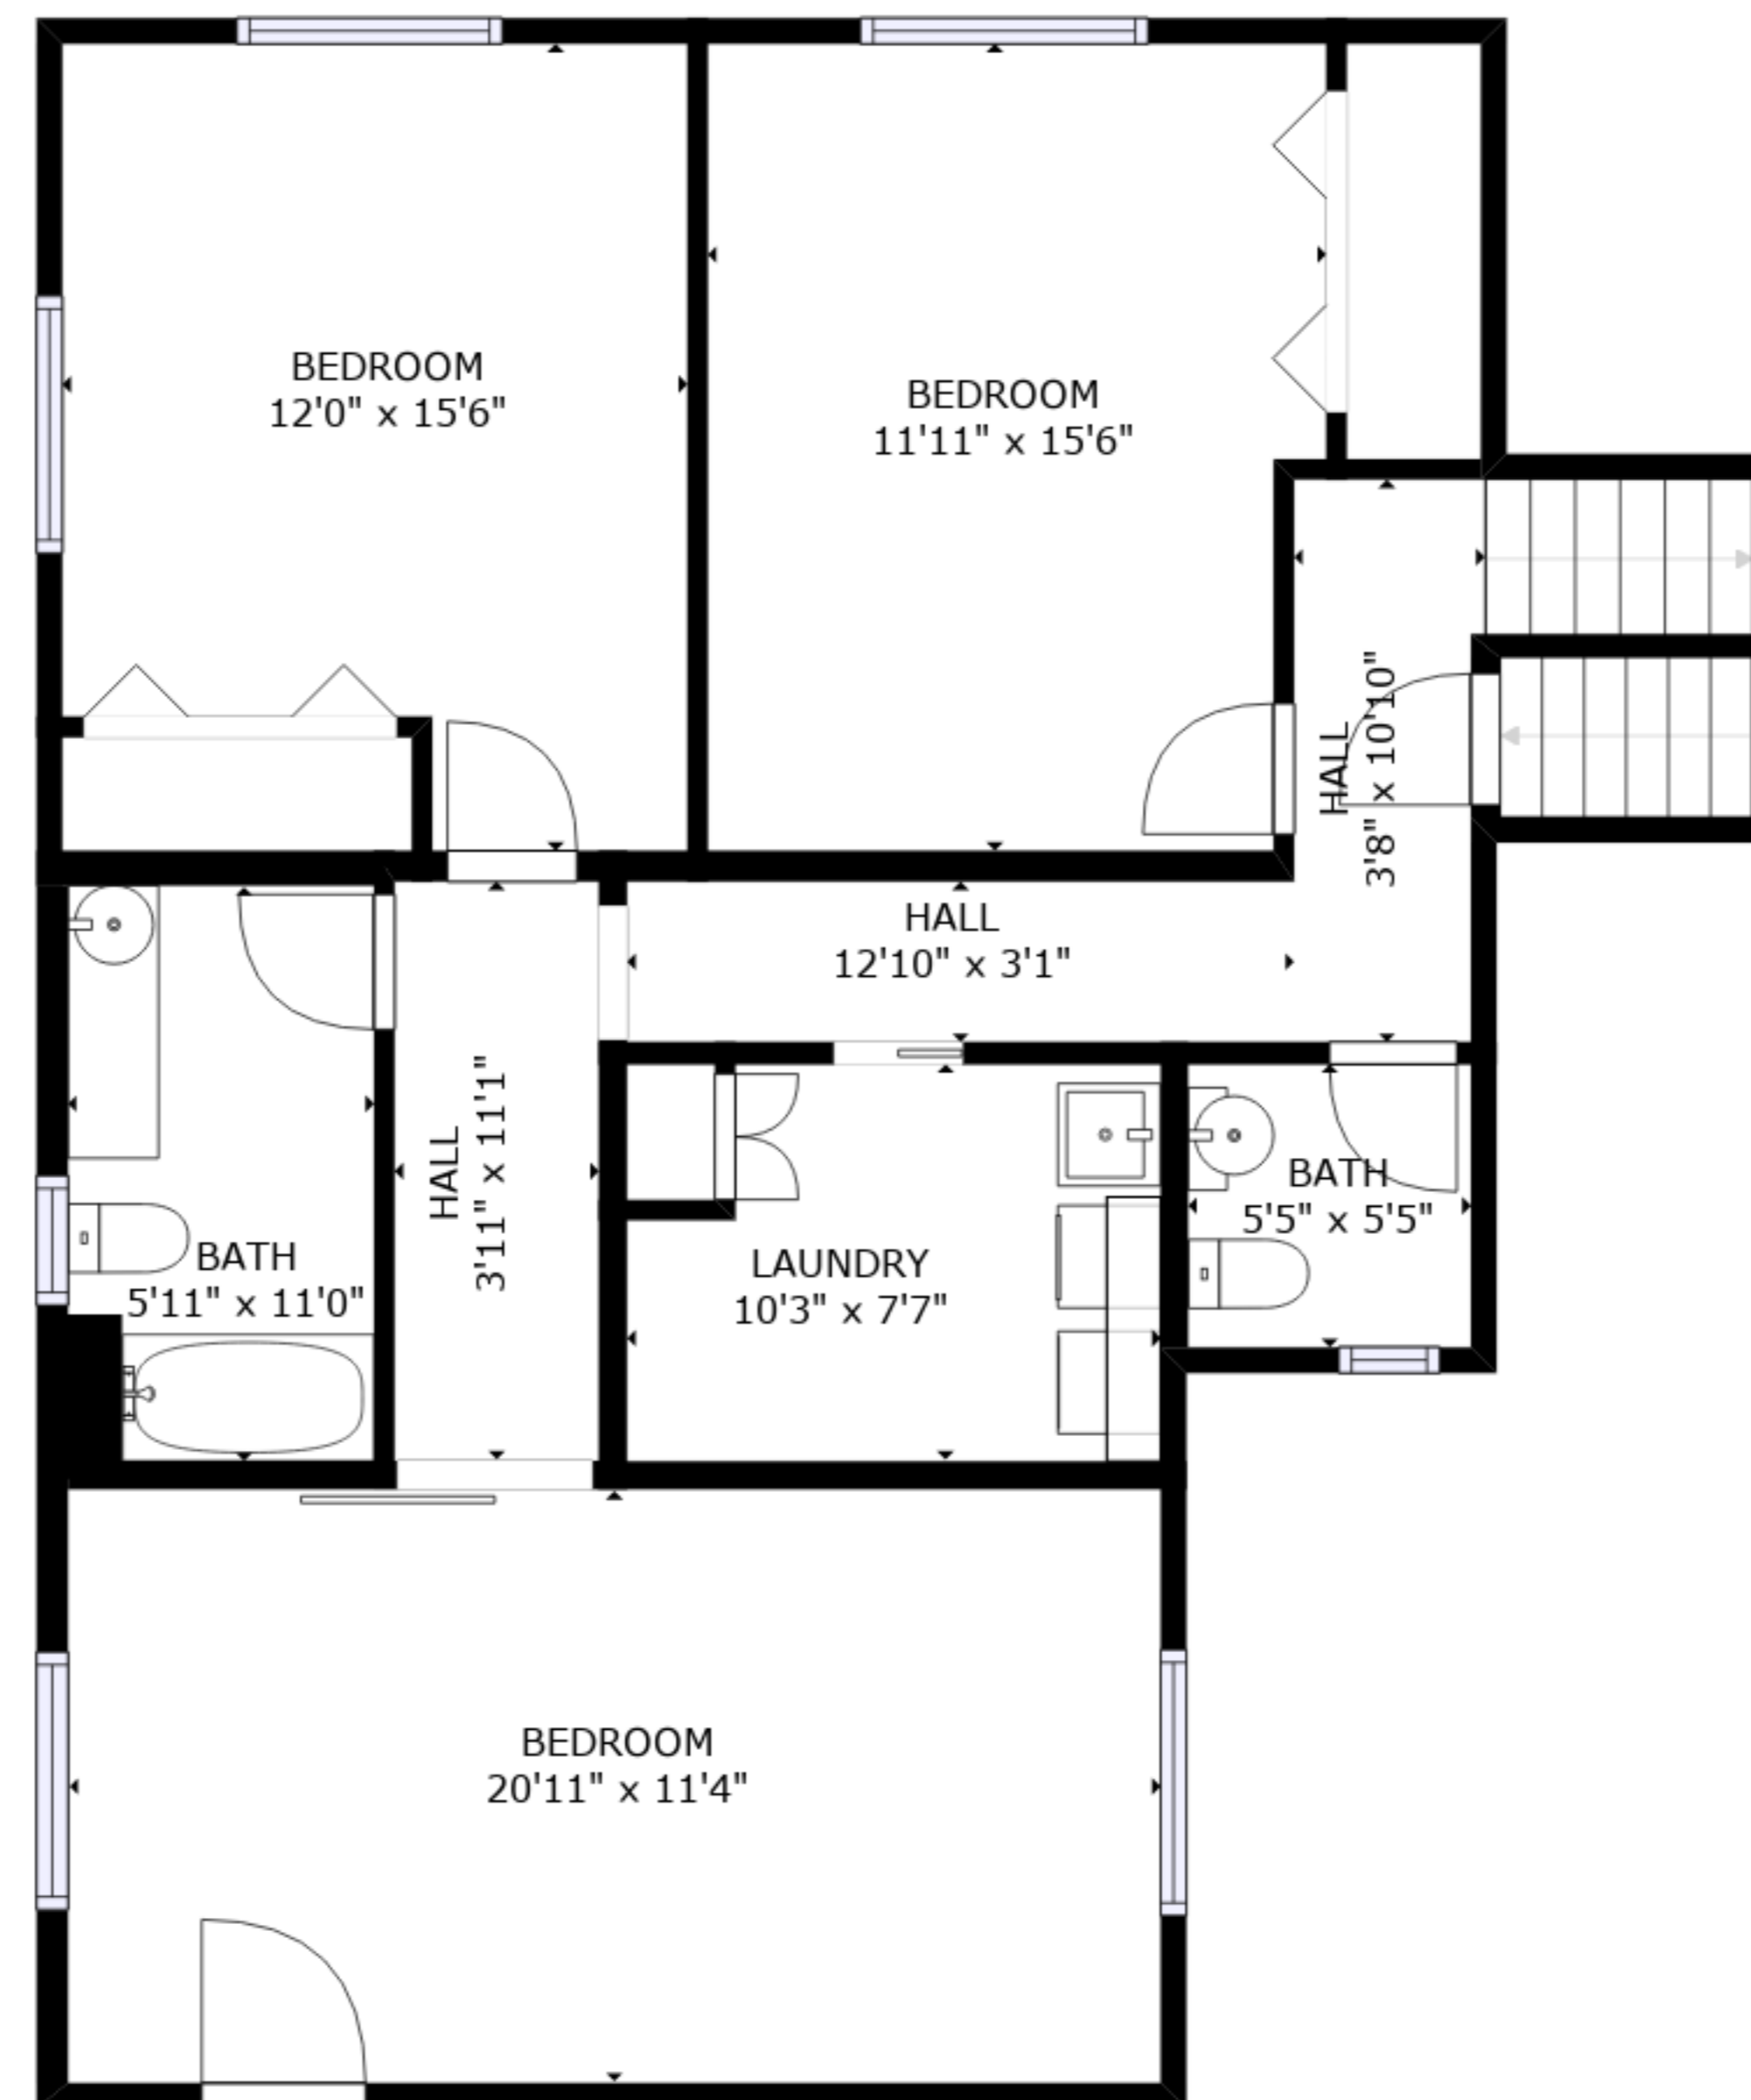 BEDROOM
12'0" x 15'6"
BEDROOM
11'11" x 15'6"
HALL
3'8" x 10'10"
HALL
12'10" x 3'1"
HALL
3'11" x 11'1"
BATH
5'5" x 5'5"
BATH
5'11" x 11'0"
LAUNDRY
10'3" x 7'7"
BEDROOM
20'11" x 11'4"